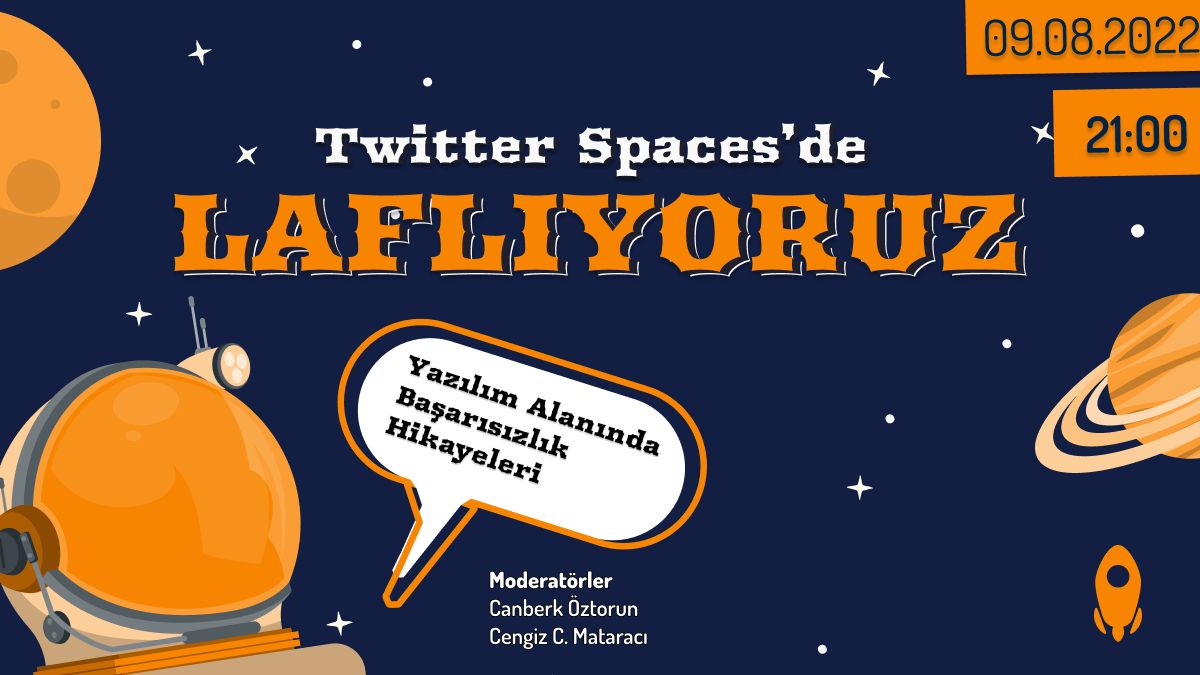 09.08.2022
21:00
Twitter Spaces'de
LAFLIYORUZ
Yazılım Alanında
Başarısızlık
Hikayeleri
Moderatörler
Canberk Öztorun
Cengiz C. Mataracı